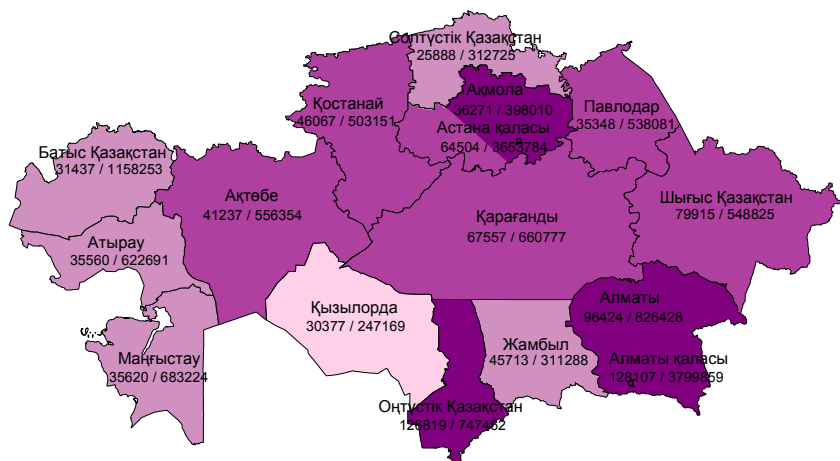 Солтүстік Қазақстан
25888 / 312725
Ақмола
36271 / 398010
Қостанай
46067 / 503151
Павлодар
35348 / 538081
Астана қаласы
64504 / 3653784
Батыс Қазақстан
31437 / 1158253
Ақтөбе
41237 / 556354
Шығыс Қазақстан
79915 / 548825
Қарағанды
67557 / 660777
Атырау
35560 / 622691
Қызылорда
30377 / 247169
Алматы
96424 / 826428
Жамбыл
45713 / 311288
Маңғыстау
35620 / 683224
Алматы қаласы
128107 / 3799859
Оңтүстік Қазақстан
126819 / 747462